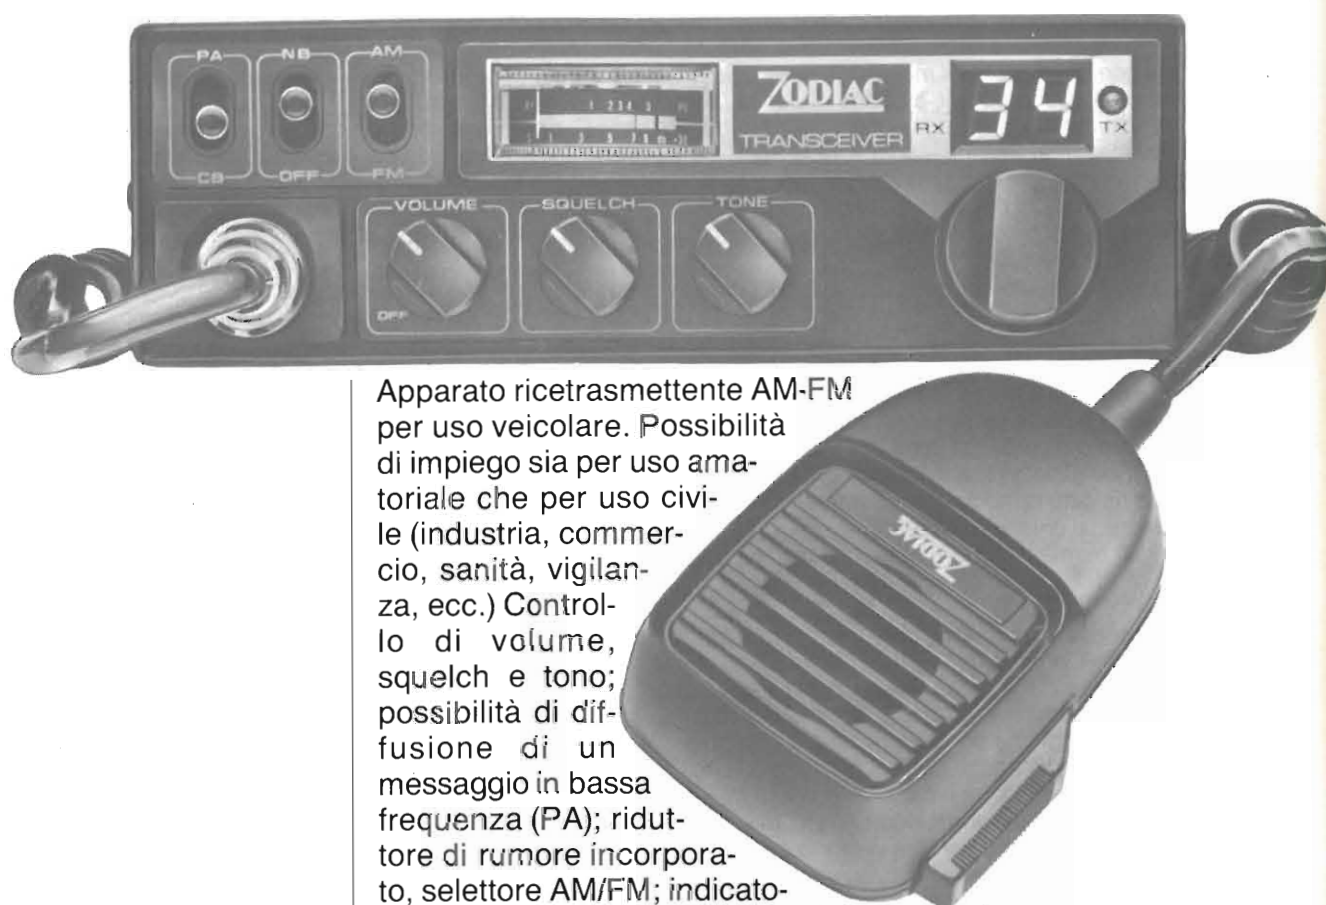 PA
NB
AM
CB
OFF
FM
ZODIAC
TRANSCEIVER
RX
34
TX
VOLUME
SQUELCH
TONE
OFF
Apparato ricetrasmettente AM-FM
per uso veicolare. Possibilità
di impiego sia per uso ama-
toriale che per uso civi-
le (industria, commer-
cio, sanità, vigilan-
za, ecc.) Control-
lo di volume,
squelch e tono;
possibilità di dif-
fusione di un
messaggio in bassa
frequenza (PA); ridut-
tore di rumore incorpora-
to, selettore AM/FM; indicato-
ZODIAC